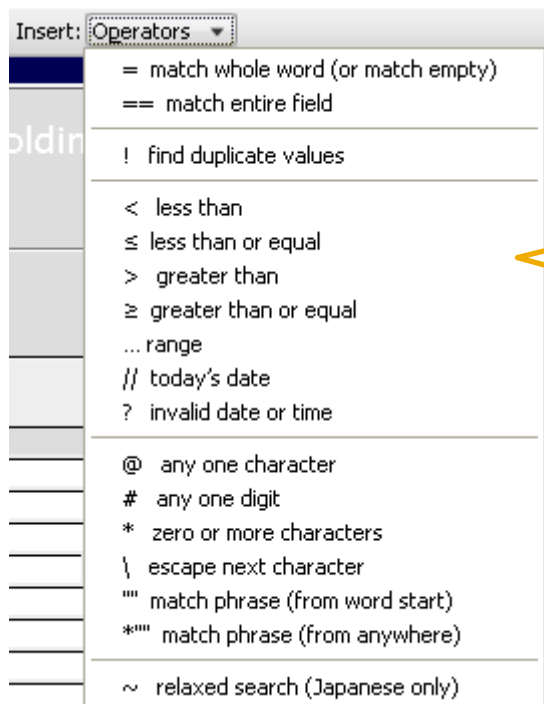 Insert: Operators
= match whole word (or match empty)
== match entire field
oldin
! find duplicate values
< less than
≤ less than or equal
> greater than
≥ greater than or equal
... range
// today's date
? invalid date or time
@ any one character
# any one digit
* zero or more characters
\ escape next character
"" match phrase (from word start)
*"" match phrase (from anywhere)
~ relaxed search (Japanese only)